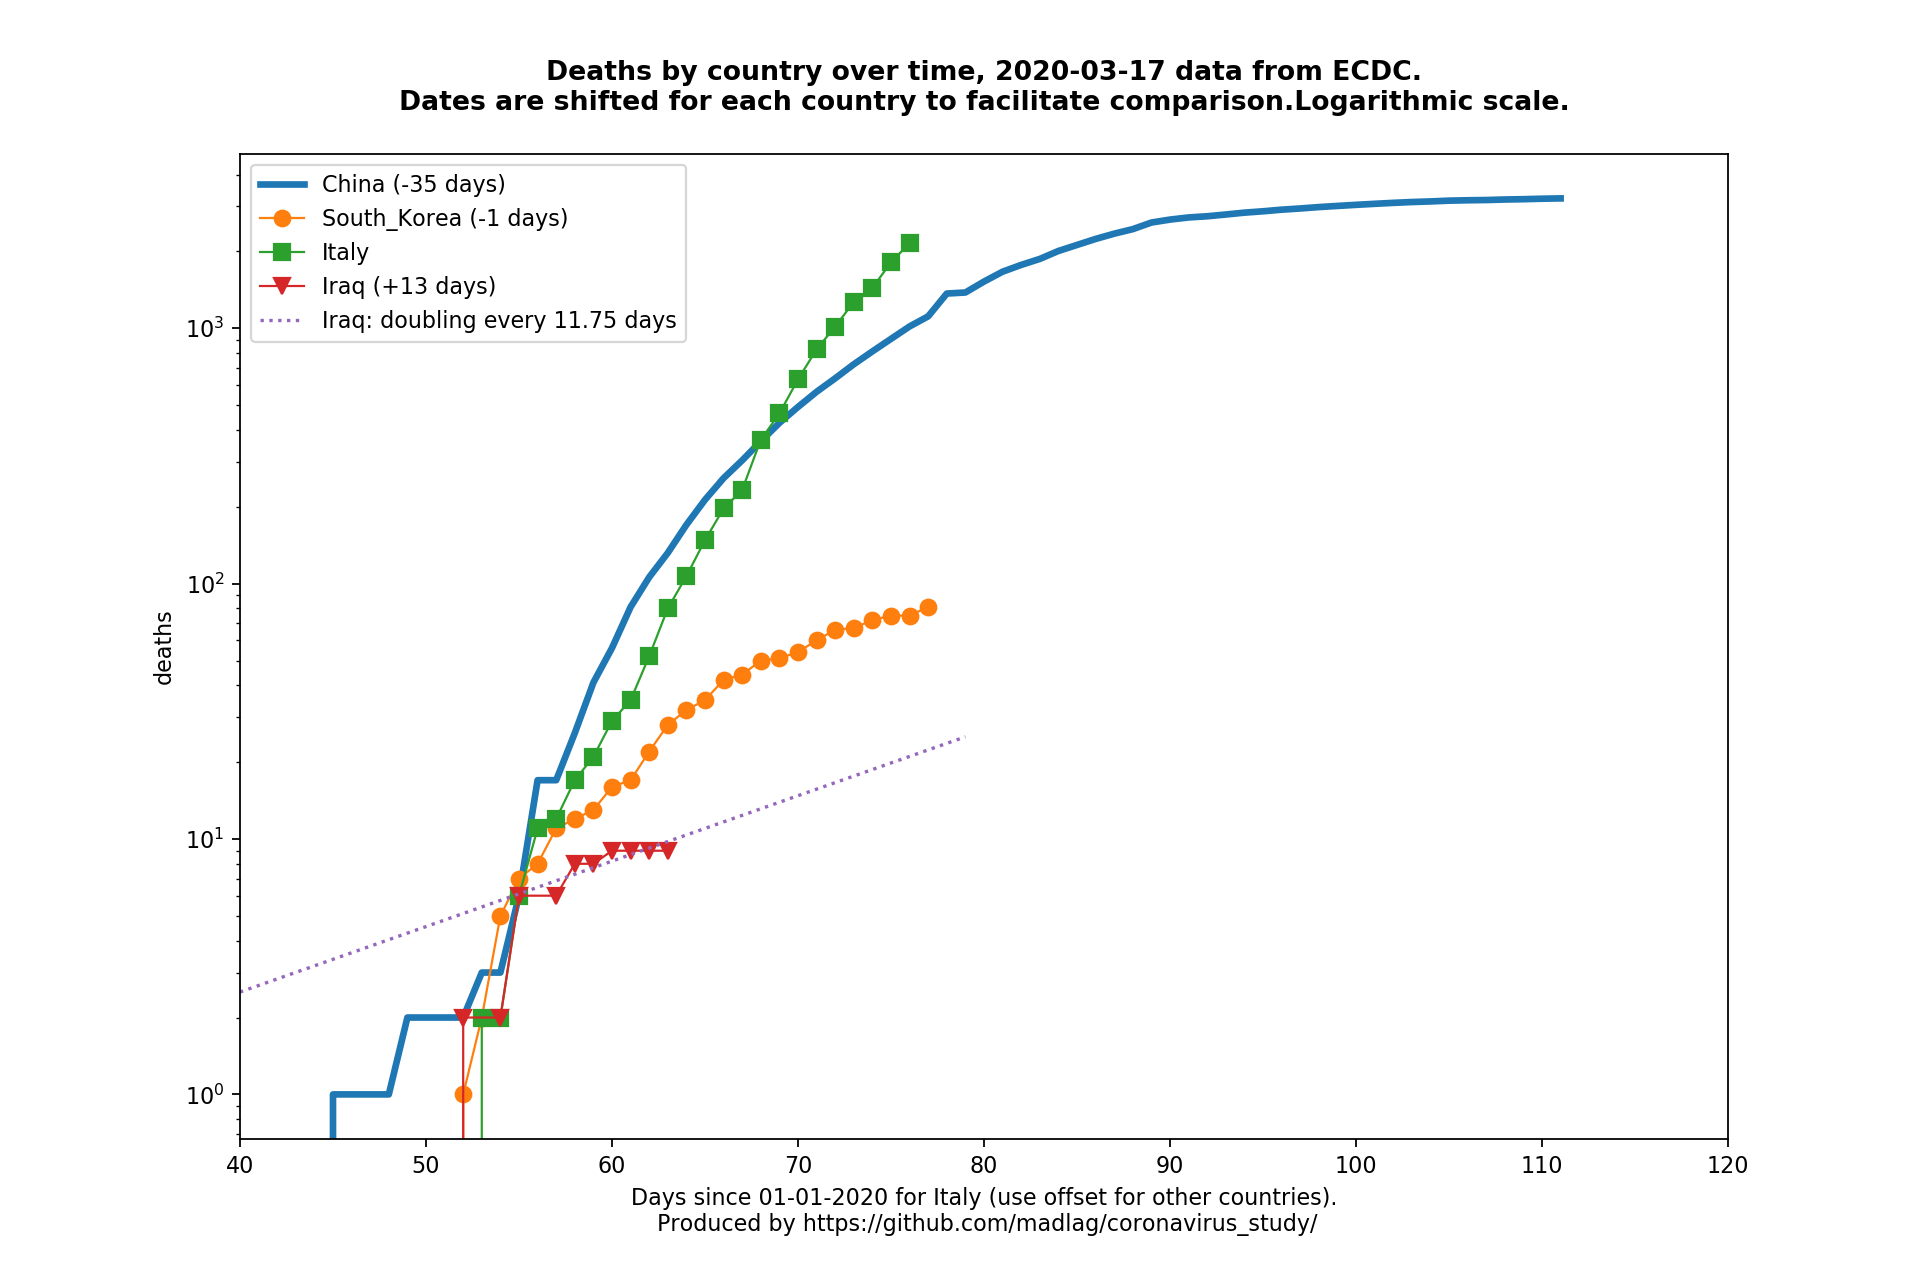 Deaths by country over time, 2020-03-17 data from ECDC.
Dates are shifted for each country to facilitate comparison.Logarithmic scale.
China (-35 days)
South_Korea (-1 days)
Italy
Iraq (+13 days)
Iraq: doubling every 11.75 days
deaths
10³
10²
10¹
10⁰
40 50 60 70 80 90 100 110 120
Days since 01-01-2020 for Italy (use offset for other countries).
Produced by https://github.com/madlag/coronavirus_study/